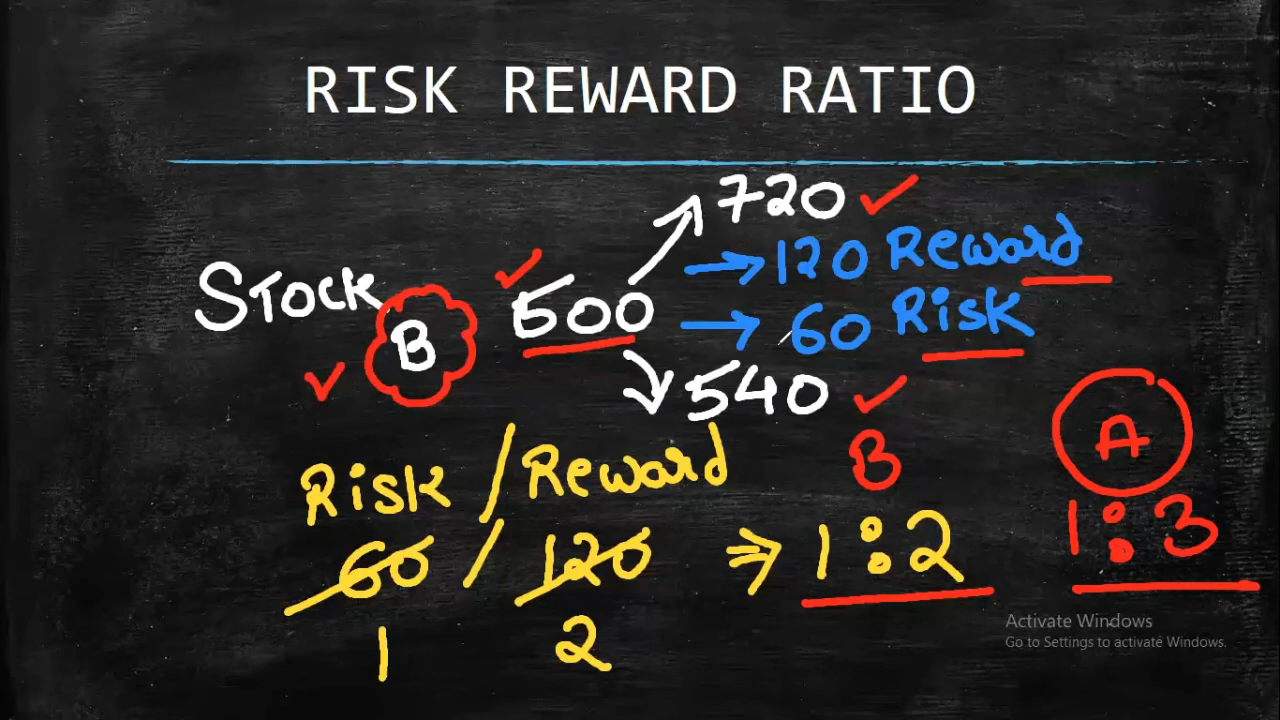 RISK REWARD RATIO
720
→ 120 Reward
STOCK B 500
→ 60 Risk
540
Risk / Reward
B
A
60 / 120 ⇒ 1:2
1:3
1 2
Activate Windows
Go to Settings to activate Windows.